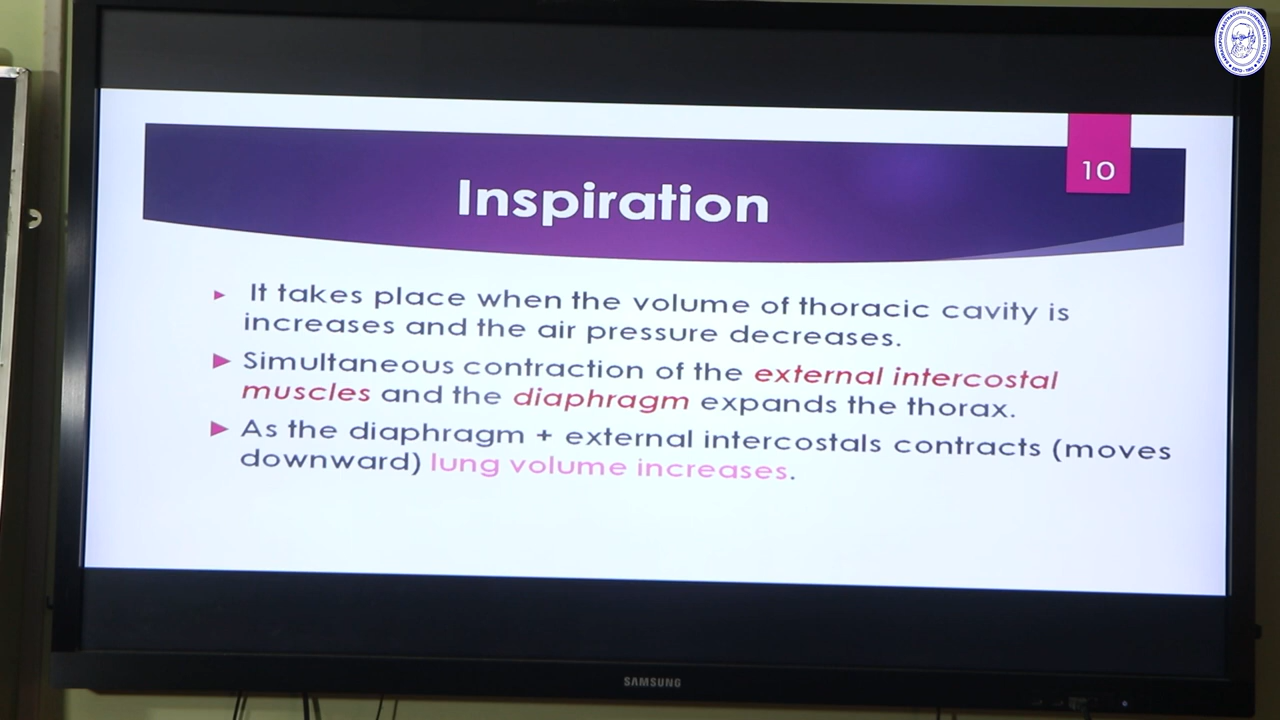 10
Inspiration
It takes place when the volume of thoracic cavity is
increases and the air pressure decreases.
Simultaneous contraction of the external intercostal
muscles and the diaphragm expands the thorax.
As the diaphragm + external intercostals contracts (moves
downward) lung volume increases.
SAMSUNG